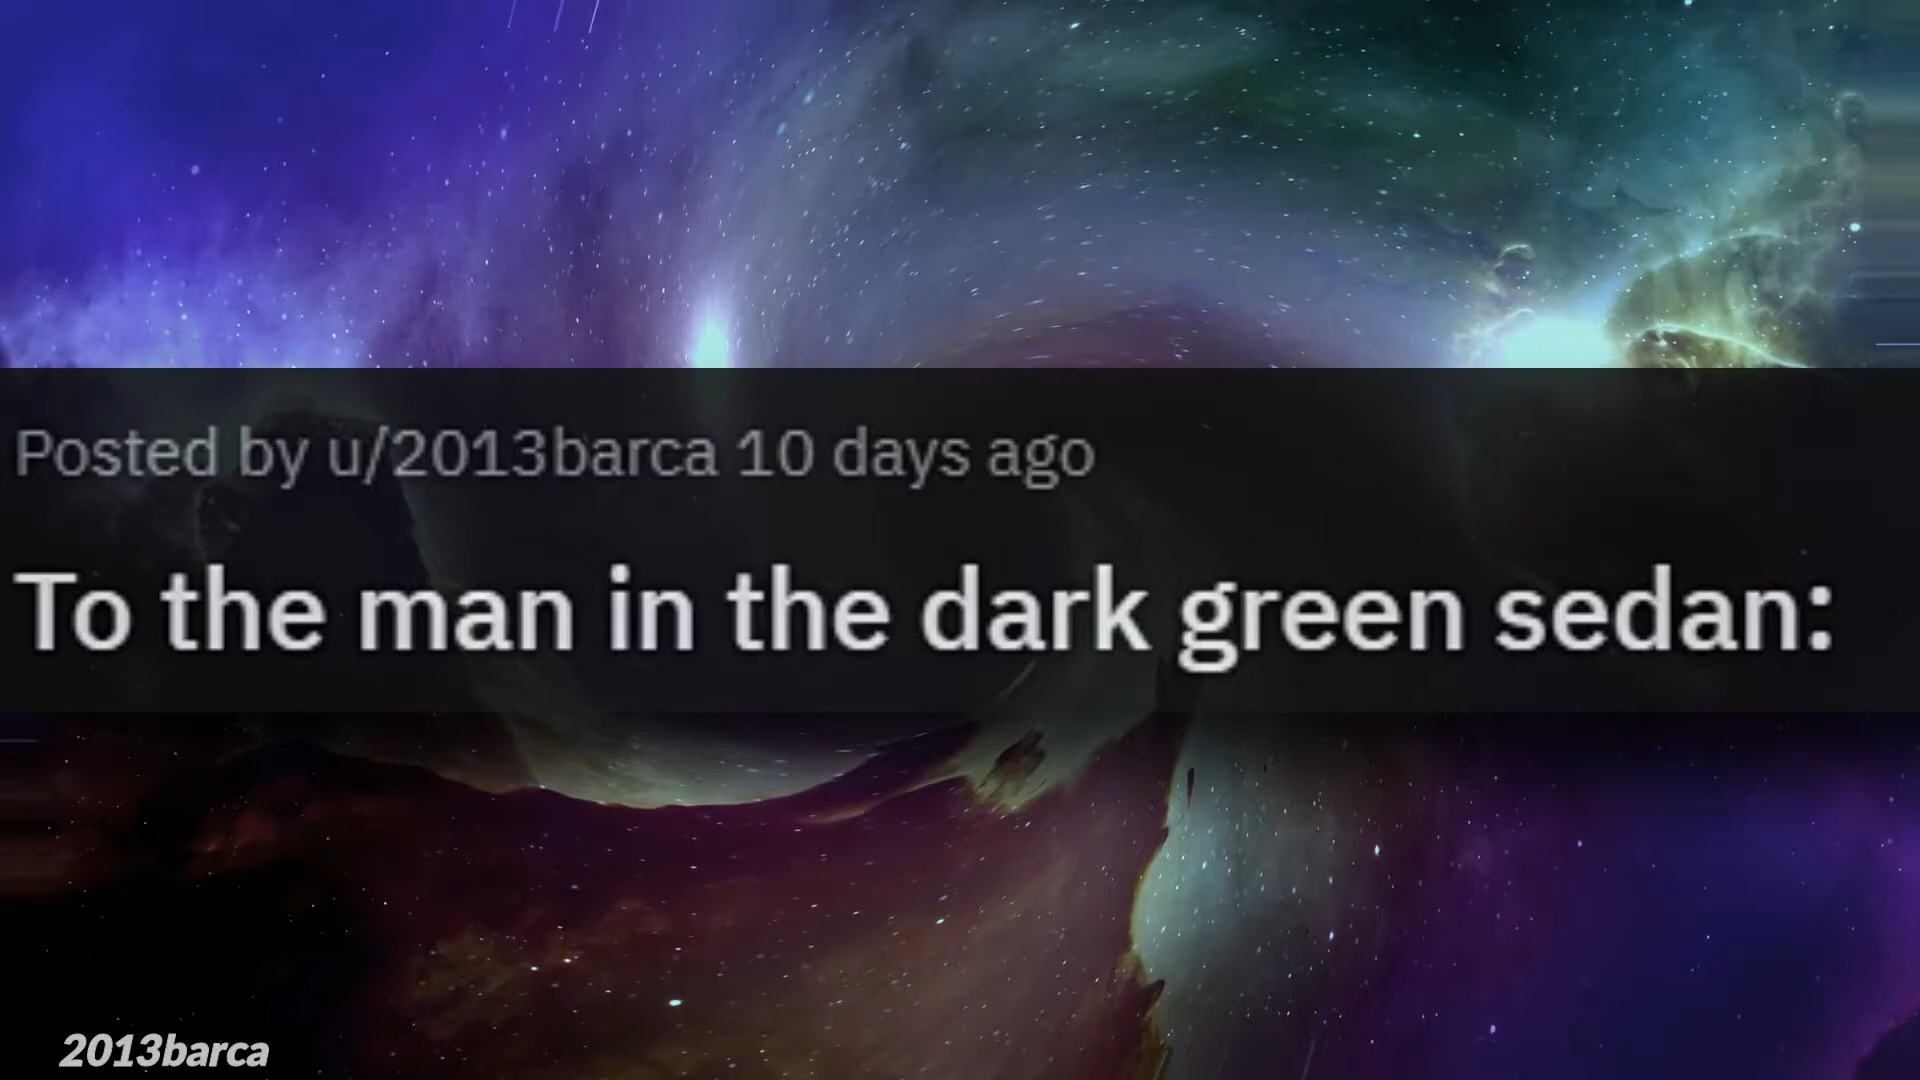 Posted by u/2013barca 10 days ago
To the man in the dark green sedan:
2013barca